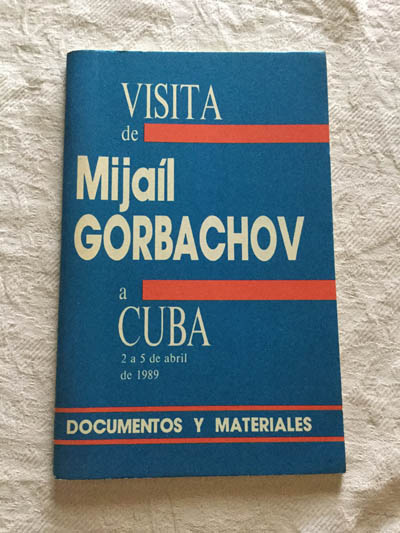 VISITA
de
Mijaíl
GORBACHOV
a
CUBA
2 a 5 de abril
de 1989
DOCUMENTOS Y MATERIALES